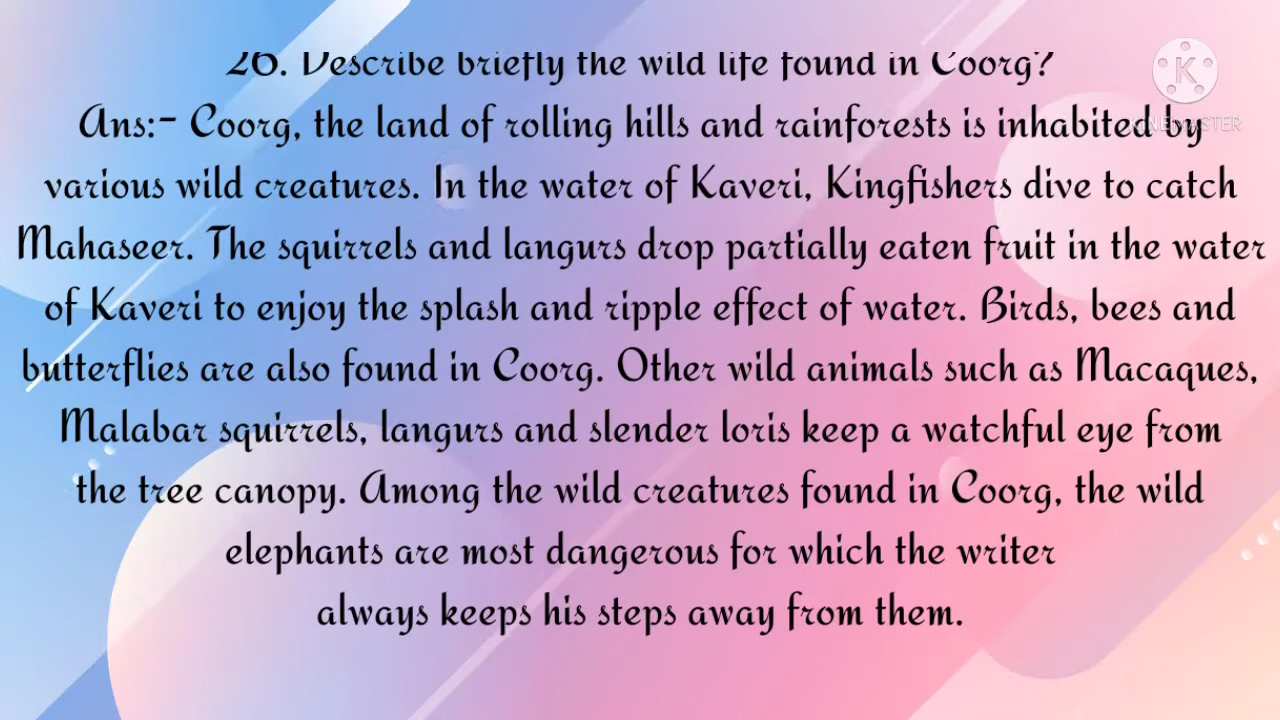 26. Describe briefly the wild life found in Coorg?
Ans:- Coorg, the land of rolling hills and rainforests is inhabited by
various wild creatures. In the water of Kaveri, Kingfishers dive to catch
Mahaseer. The squirrels and langurs drop partially eaten fruit in the water
of Kaveri to enjoy the splash and ripple effect of water. Birds, bees and
butterflies are also found in Coorg. Other wild animals such as Macaques,
Malabar squirrels, langurs and slender loris keep a watchful eye from
the tree canopy. Among the wild creatures found in Coorg, the wild
elephants are most dangerous for which the writer
always keeps his steps away from them.
K
KINEMASTER